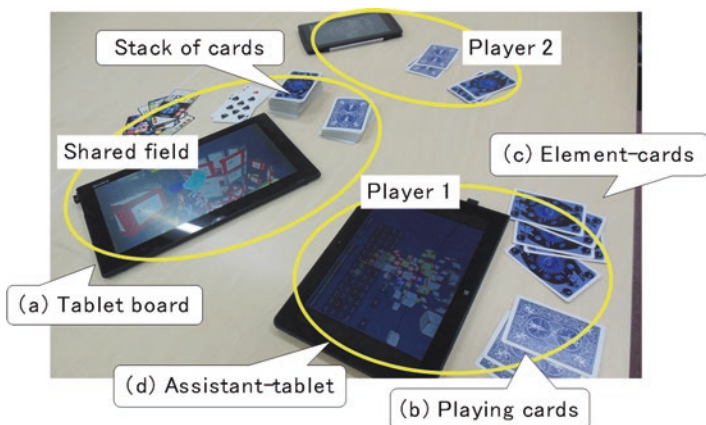 Stack of cards
Player 2
Shared field
(c) Element-cards
Player 1
(a) Tablet board
(d) Assistant-tablet
(b) Playing cards